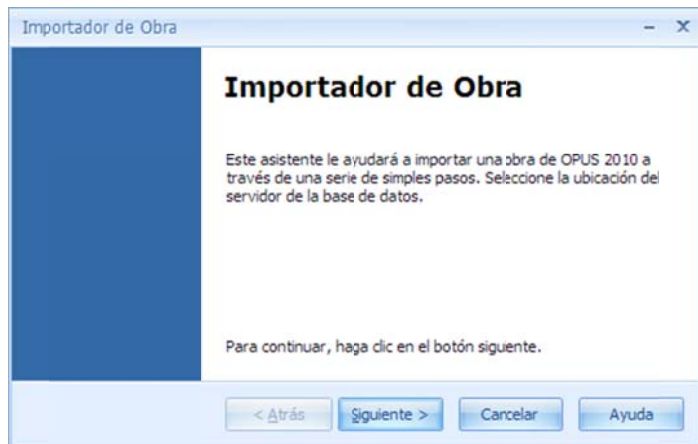 Importador de Obra
Importador de Obra
Este asistente le ayudará a importar una obra de OPUS 2010 a
través de una serie de simples pasos. Seleccione la ubicación del
servidor de la base de datos.
Para continuar, haga clic en el botón siguente.
< Atrás Siguiente > Cancelar Ayuda